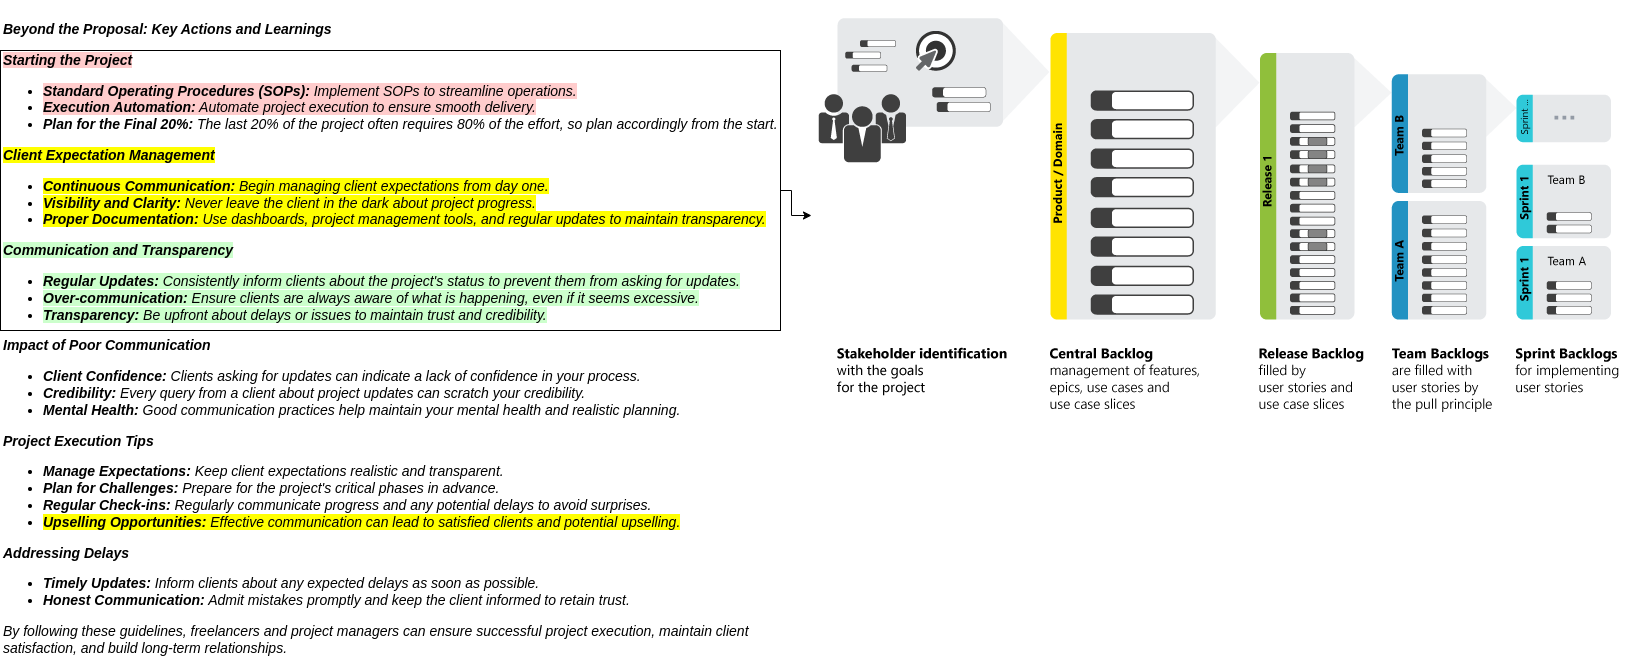 Beyond the Proposal: Key Actions and Learnings
Starting the Project
Standard Operating Procedures (SOPs): Implement SOPs to streamline operations.
Execution Automation: Automate project execution to ensure smooth delivery.
Plan for the Final 20%: The last 20% of the project often requires 80% of the effort, so plan accordingly from the start.
Client Expectation Management
Continuous Communication: Begin managing client expectations from day one.
Visibility and Clarity: Never leave the client in the dark about project progress.
Proper Documentation: Use dashboards, project management tools, and regular updates to maintain transparency.
Communication and Transparency
Regular Updates: Consistently inform clients about the project's status to prevent them from asking for updates.
Over-communication: Ensure clients are always aware of what is happening, even if it seems excessive.
Transparency: Be upfront about delays or issues to maintain trust and credibility.
Impact of Poor Communication
Client Confidence: Clients asking for updates can indicate a lack of confidence in your process.
Credibility: Every query from a client about project updates can scratch your credibility.
Mental Health: Good communication practices help maintain your mental health and realistic planning.
Project Execution Tips
Manage Expectations: Keep client expectations realistic and transparent.
Plan for Challenges: Prepare for the project's critical phases in advance.
Regular Check-ins: Regularly communicate progress and any potential delays to avoid surprises.
Upselling Opportunities: Effective communication can lead to satisfied clients and potential upselling.
Addressing Delays
Timely Updates: Inform clients about any expected delays as soon as possible.
Honest Communication: Admit mistakes promptly and keep the client informed to retain trust.
By following these guidelines, freelancers and project managers can ensure successful project execution, maintain client
satisfaction, and build long-term relationships.
Product / Domain
Release 1
Team B
Team A
Sprint ...
...
Sprint 1
Team B
Sprint 1
Team A
Stakeholder identification
with the goals
for the project
Central Backlog
management of features,
epics, use cases and
use case slices
Release Backlog
filled by
user stories and
use case slices
Team Backlogs
are filled with
user stories by
the pull principle
Sprint Backlogs
for implementing
user stories